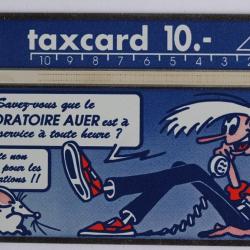 taxcard 10.-
10 9 8 7 6 5 4 3 2
Savez-vous que le
ORATOIRE AUER est à
service à toute heure ?
te non
pour les
ations !!